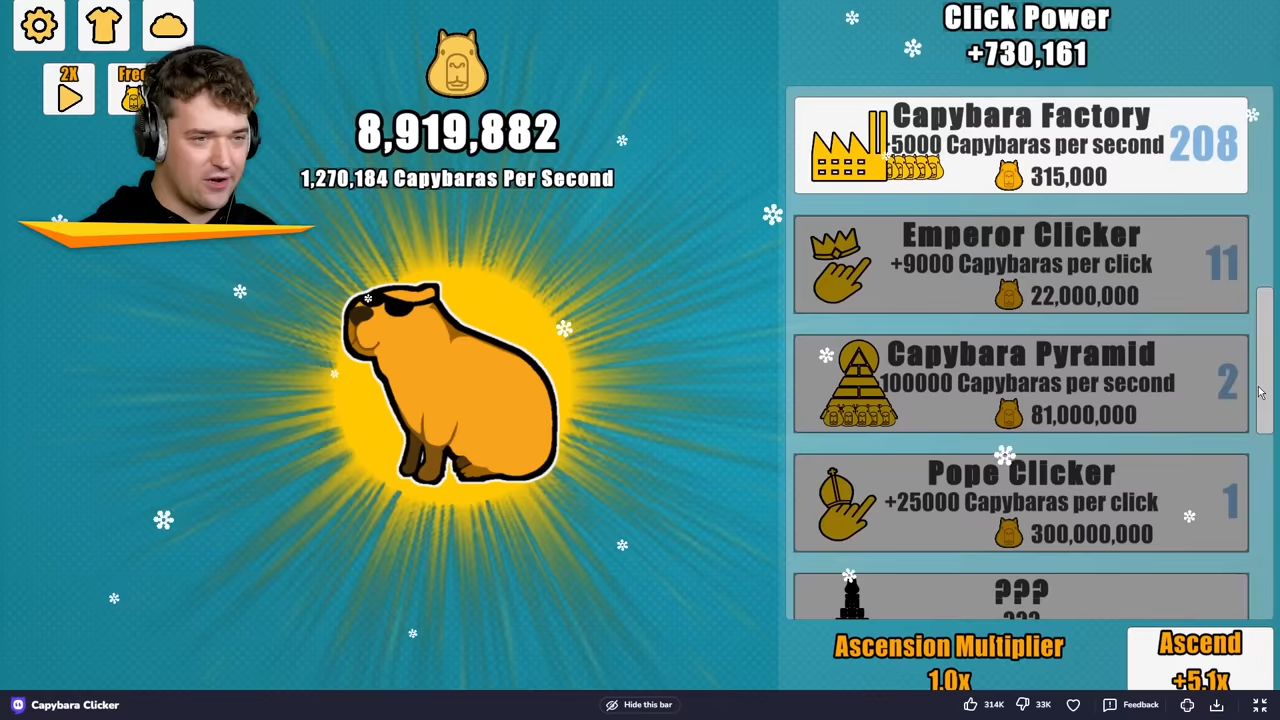 2X
Free
8,919,882
1,270,184 Capybaras Per Second
Click Power
+730,161
Capybara Factory
+5000 Capybaras per second
315,000
208
Emperor Clicker
+9000 Capybaras per click
22,000,000
11
Capybara Pyramid
100000 Capybaras per second
81,000,000
2
Pope Clicker
+25000 Capybaras per click
300,000,000
1
???
???
Ascension Multiplier
1.0x
Ascend
+5.1x
Capybara Clicker
Hide this bar
314K
33K
Feedback